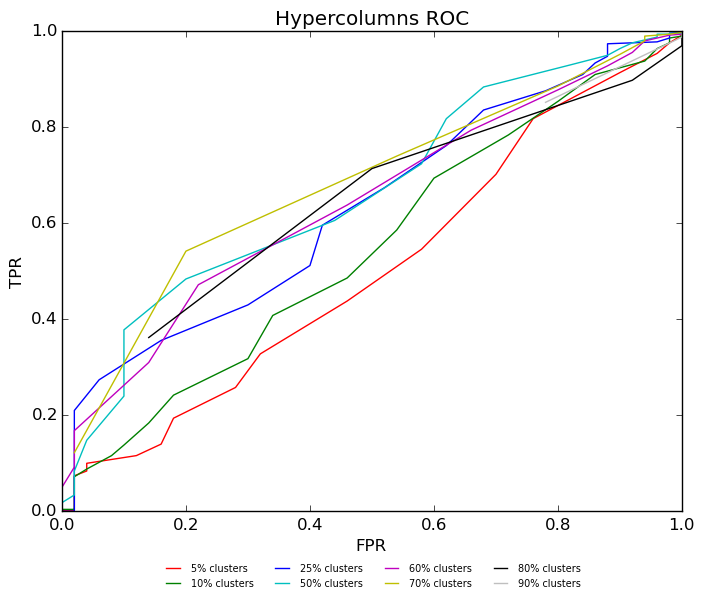 Hypercolumns ROC
1.0
0.8
0.6
0.4
0.2
0.0
TPR
0.0 0.2 0.4 0.6 0.8 1.0
FPR
5% clusters 25% clusters 60% clusters 80% clusters
10% clusters 50% clusters 70% clusters 90% clusters